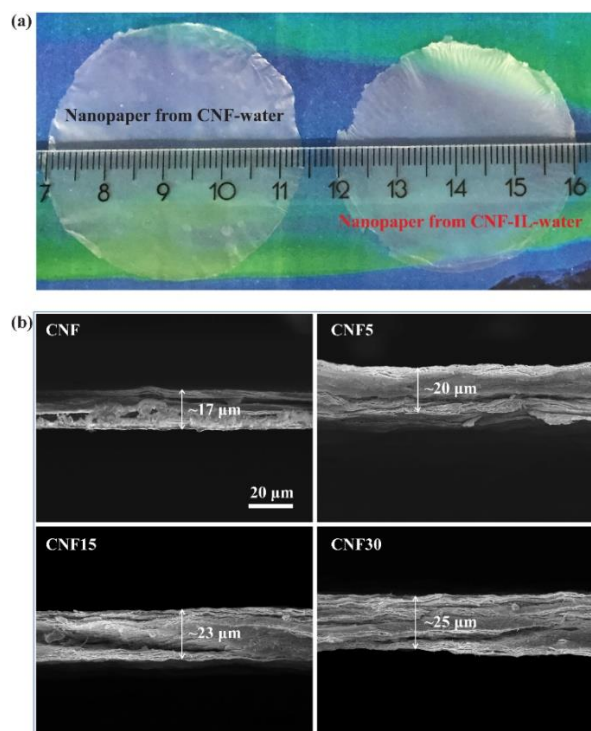 (a)
Nanopaper from CNF-water
7 8 9 10 11 12 13 14 15 16
Nanopaper from CNF-IL-water
(b)
CNF
~17 µm
20 µm
CNF5
~20 µm
CNF15
~23 µm
CNF30
~25 µm